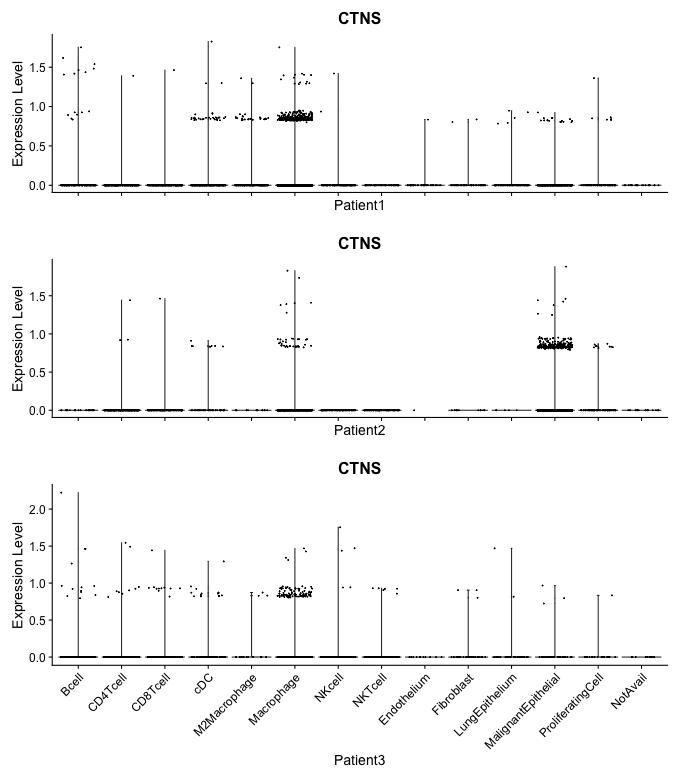 CTNS
Expression Level
1.5
1.0
0.5
0.0
Patient1
CTNS
Expression Level
1.5
1.0
0.5
0.0
Patient2
CTNS
Expression Level
2.0
1.5
1.0
0.5
0.0
Bcell
CD4Tcell
CD8Tcell
cDC
M2Macrophage
Macrophage
NKcell
NKTcell
Endothelium
Fibroblast
LungEpithelium
MalignantEpithelial
ProliferatingCell
NotAvail
Patient3